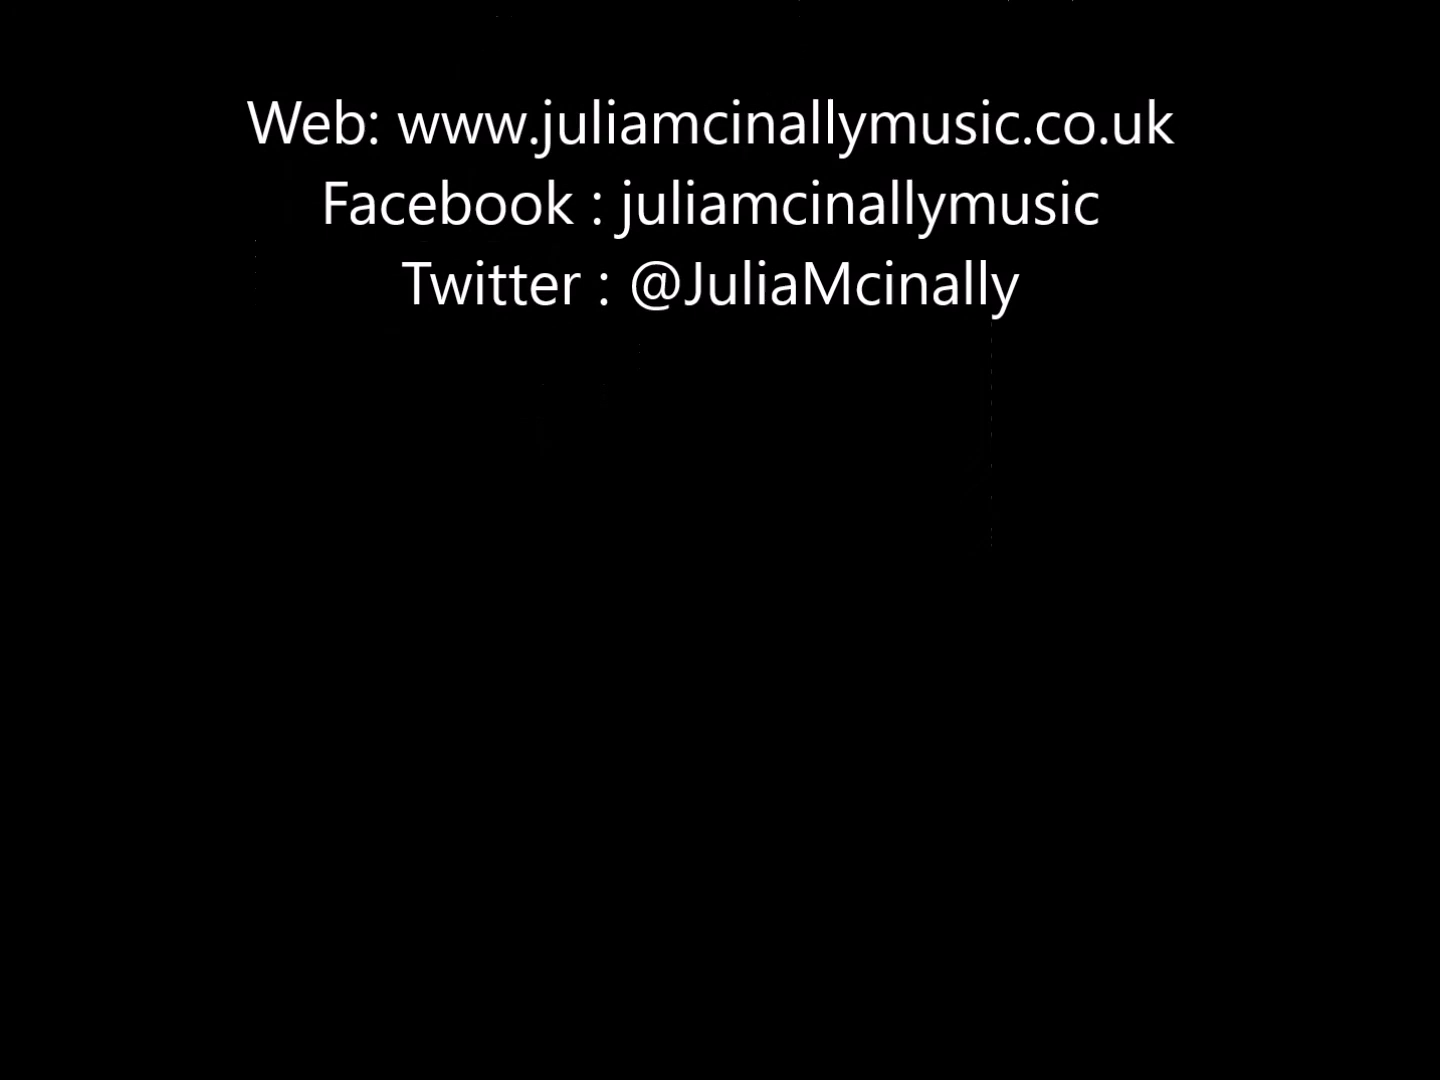 Web: www.juliamcinallymusic.co.uk
Facebook : juliamcinallymusic
Twitter : @JuliaMcinally